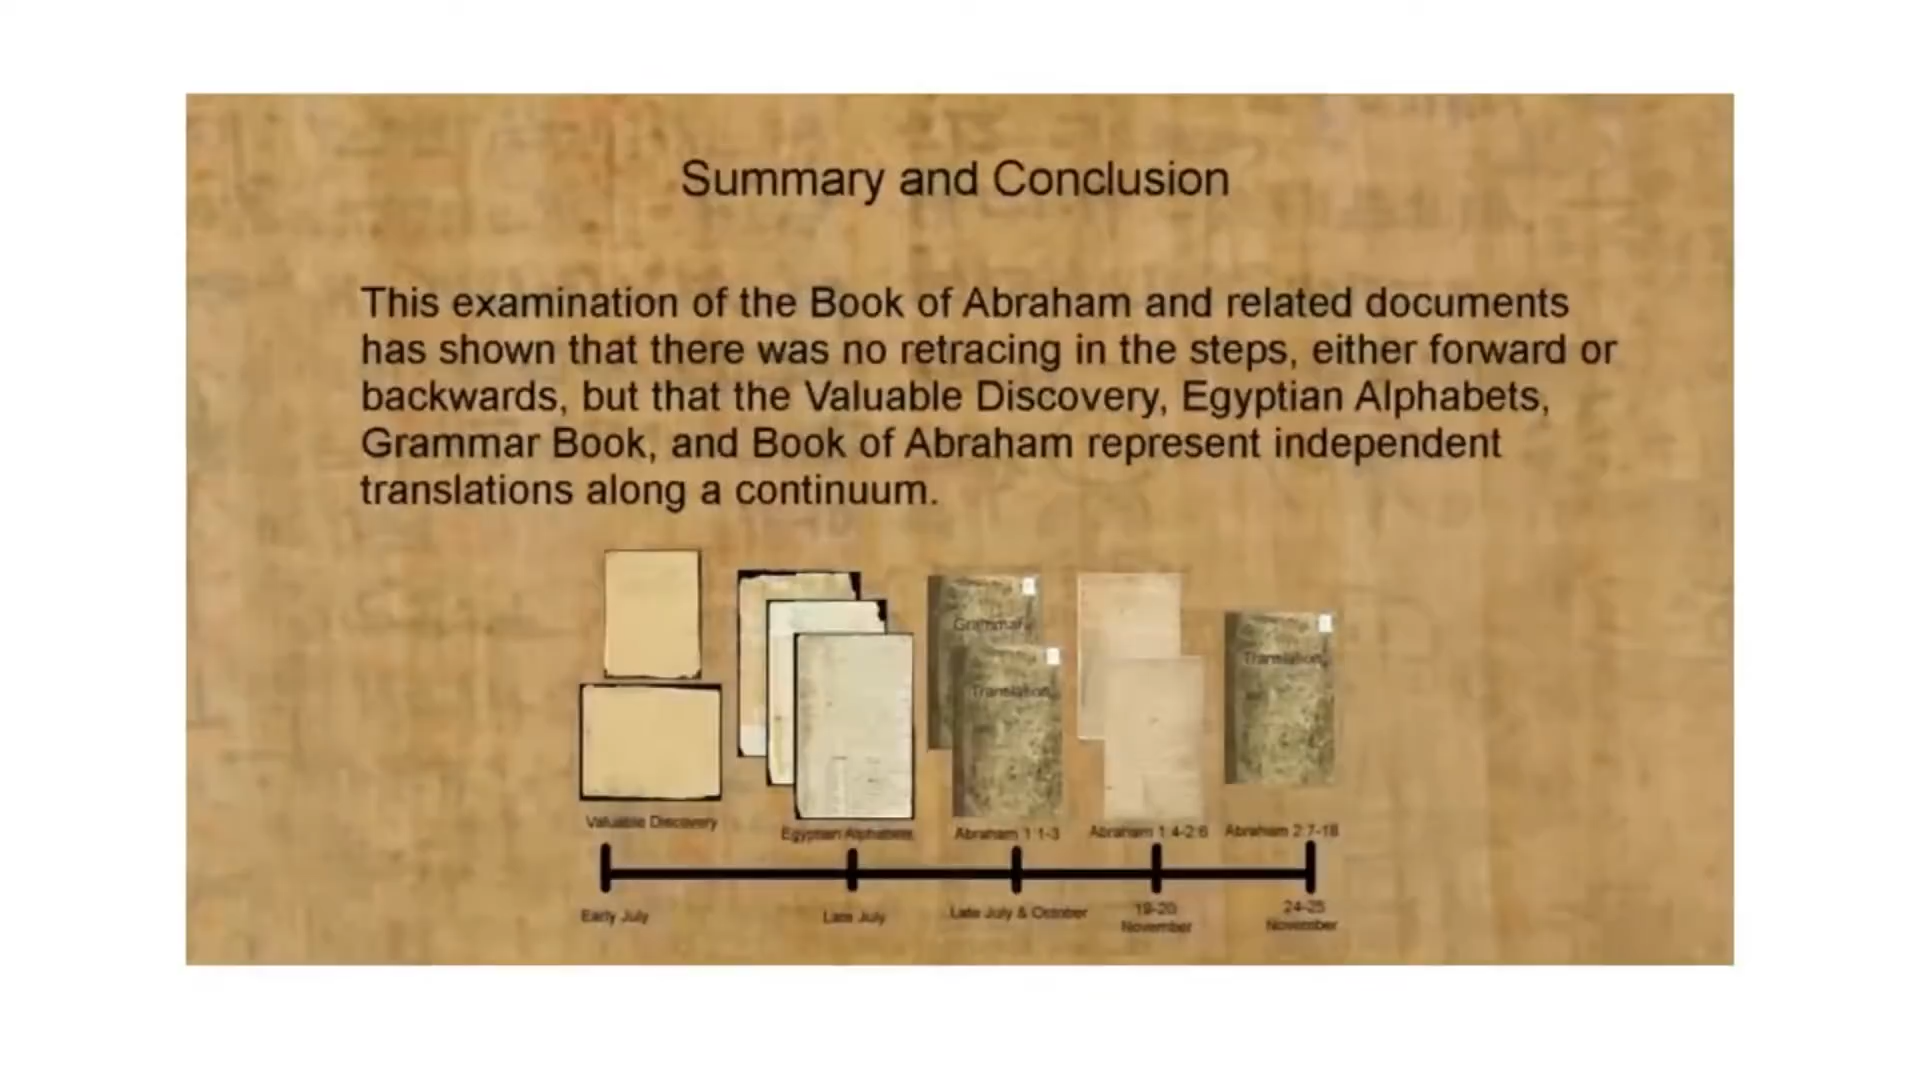 Summary and Conclusion
This examination of the Book of Abraham and related documents
has shown that there was no retracing in the steps, either forward or
backwards, but that the Valuable Discovery, Egyptian Alphabets,
Grammar Book, and Book of Abraham represent independent
translations along a continuum.
Grammar
Translation
Translation
Valuable Discovery
Egyptian Alphabets
Abraham 1:1-3
Abraham 1:4-2:6
Abraham 2:7-18
Early July
Late July
Late July & October
19-20
November
24-25
November